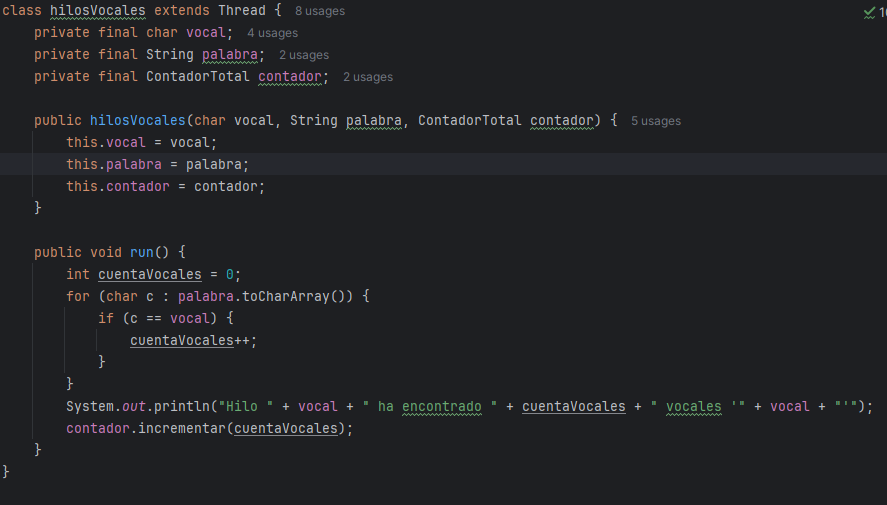 class hilosVocales extends Thread {  8 usages
    private final char vocal;  4 usages
    private final String palabra;  2 usages
    private final ContadorTotal contador;  2 usages
    public hilosVocales(char vocal, String palabra, ContadorTotal contador) {  5 usages
        this.vocal = vocal;
        this.palabra = palabra;
        this.contador = contador;
    }
    public void run() {
        int cuentaVocales = 0;
        for (char c : palabra.toCharArray()) {
            if (c == vocal) {
                cuentaVocales++;
            }
        }
        System.out.println("Hilo " + vocal + " ha encontrado " + cuentaVocales + " vocales '" + vocal + "'");
        contador.incrementar(cuentaVocales);
    }
}